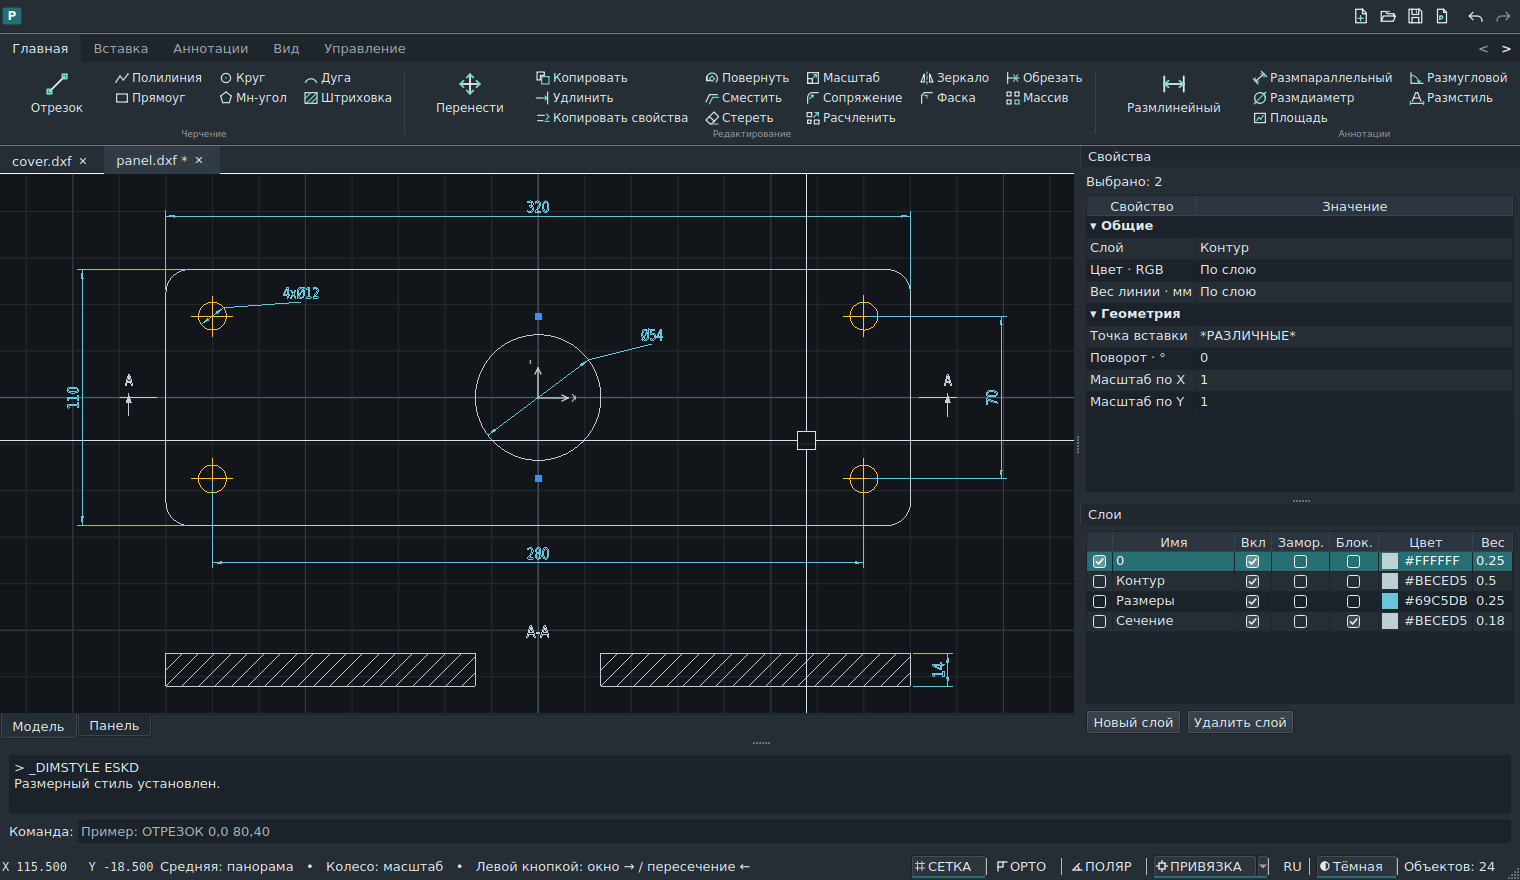 P
Главная Вставка Аннотации Вид Управление < >
Отрезок
Полилиния Круг Дуга
Прямоуг Мн-угол Штриховка
Черчение
Перенести
Копировать Повернуть Масштаб Зеркало Обрезать
Удлинить Сместить Сопряжение Фаска Массив
Копировать свойства Стереть Расчленить
Редактирование
Размлинейный
Размпараллельный Размугловой
Размдиаметр Размстиль
Площадь
Аннотации
cover.dxf × panel.dxf * ×
320
4xØ12
Ø54
110
A A
X
70
280
A-A
14
Модель Панель
Свойства
Выбрано: 2
Свойство Значение
▾ Общие
Слой Контур
Цвет · RGB По слою
Вес линии · мм По слою
▾ Геометрия
Точка вставки *РАЗЛИЧНЫЕ*
Поворот · ° 0
Масштаб по X 1
Масштаб по Y 1
Слои
Имя Вкл Замор. Блок. Цвет Вес
0 #FFFFFF 0.25
Контур #BECED5 0.5
Размеры #69C5DB 0.25
Сечение #BECED5 0.18
Новый слой Удалить слой
> _DIMSTYLE ESKD
Размерный стиль установлен.
Команда: Пример: ОТРЕЗОК 0,0 80,40
X 115.500 Y -18.500 Средняя: панорама • Колесо: масштаб • Левой кнопкой: окно → / пересечение ← СЕТКА ОРТО ПОЛЯР ПРИВЯЗКА RU Тёмная Объектов: 24